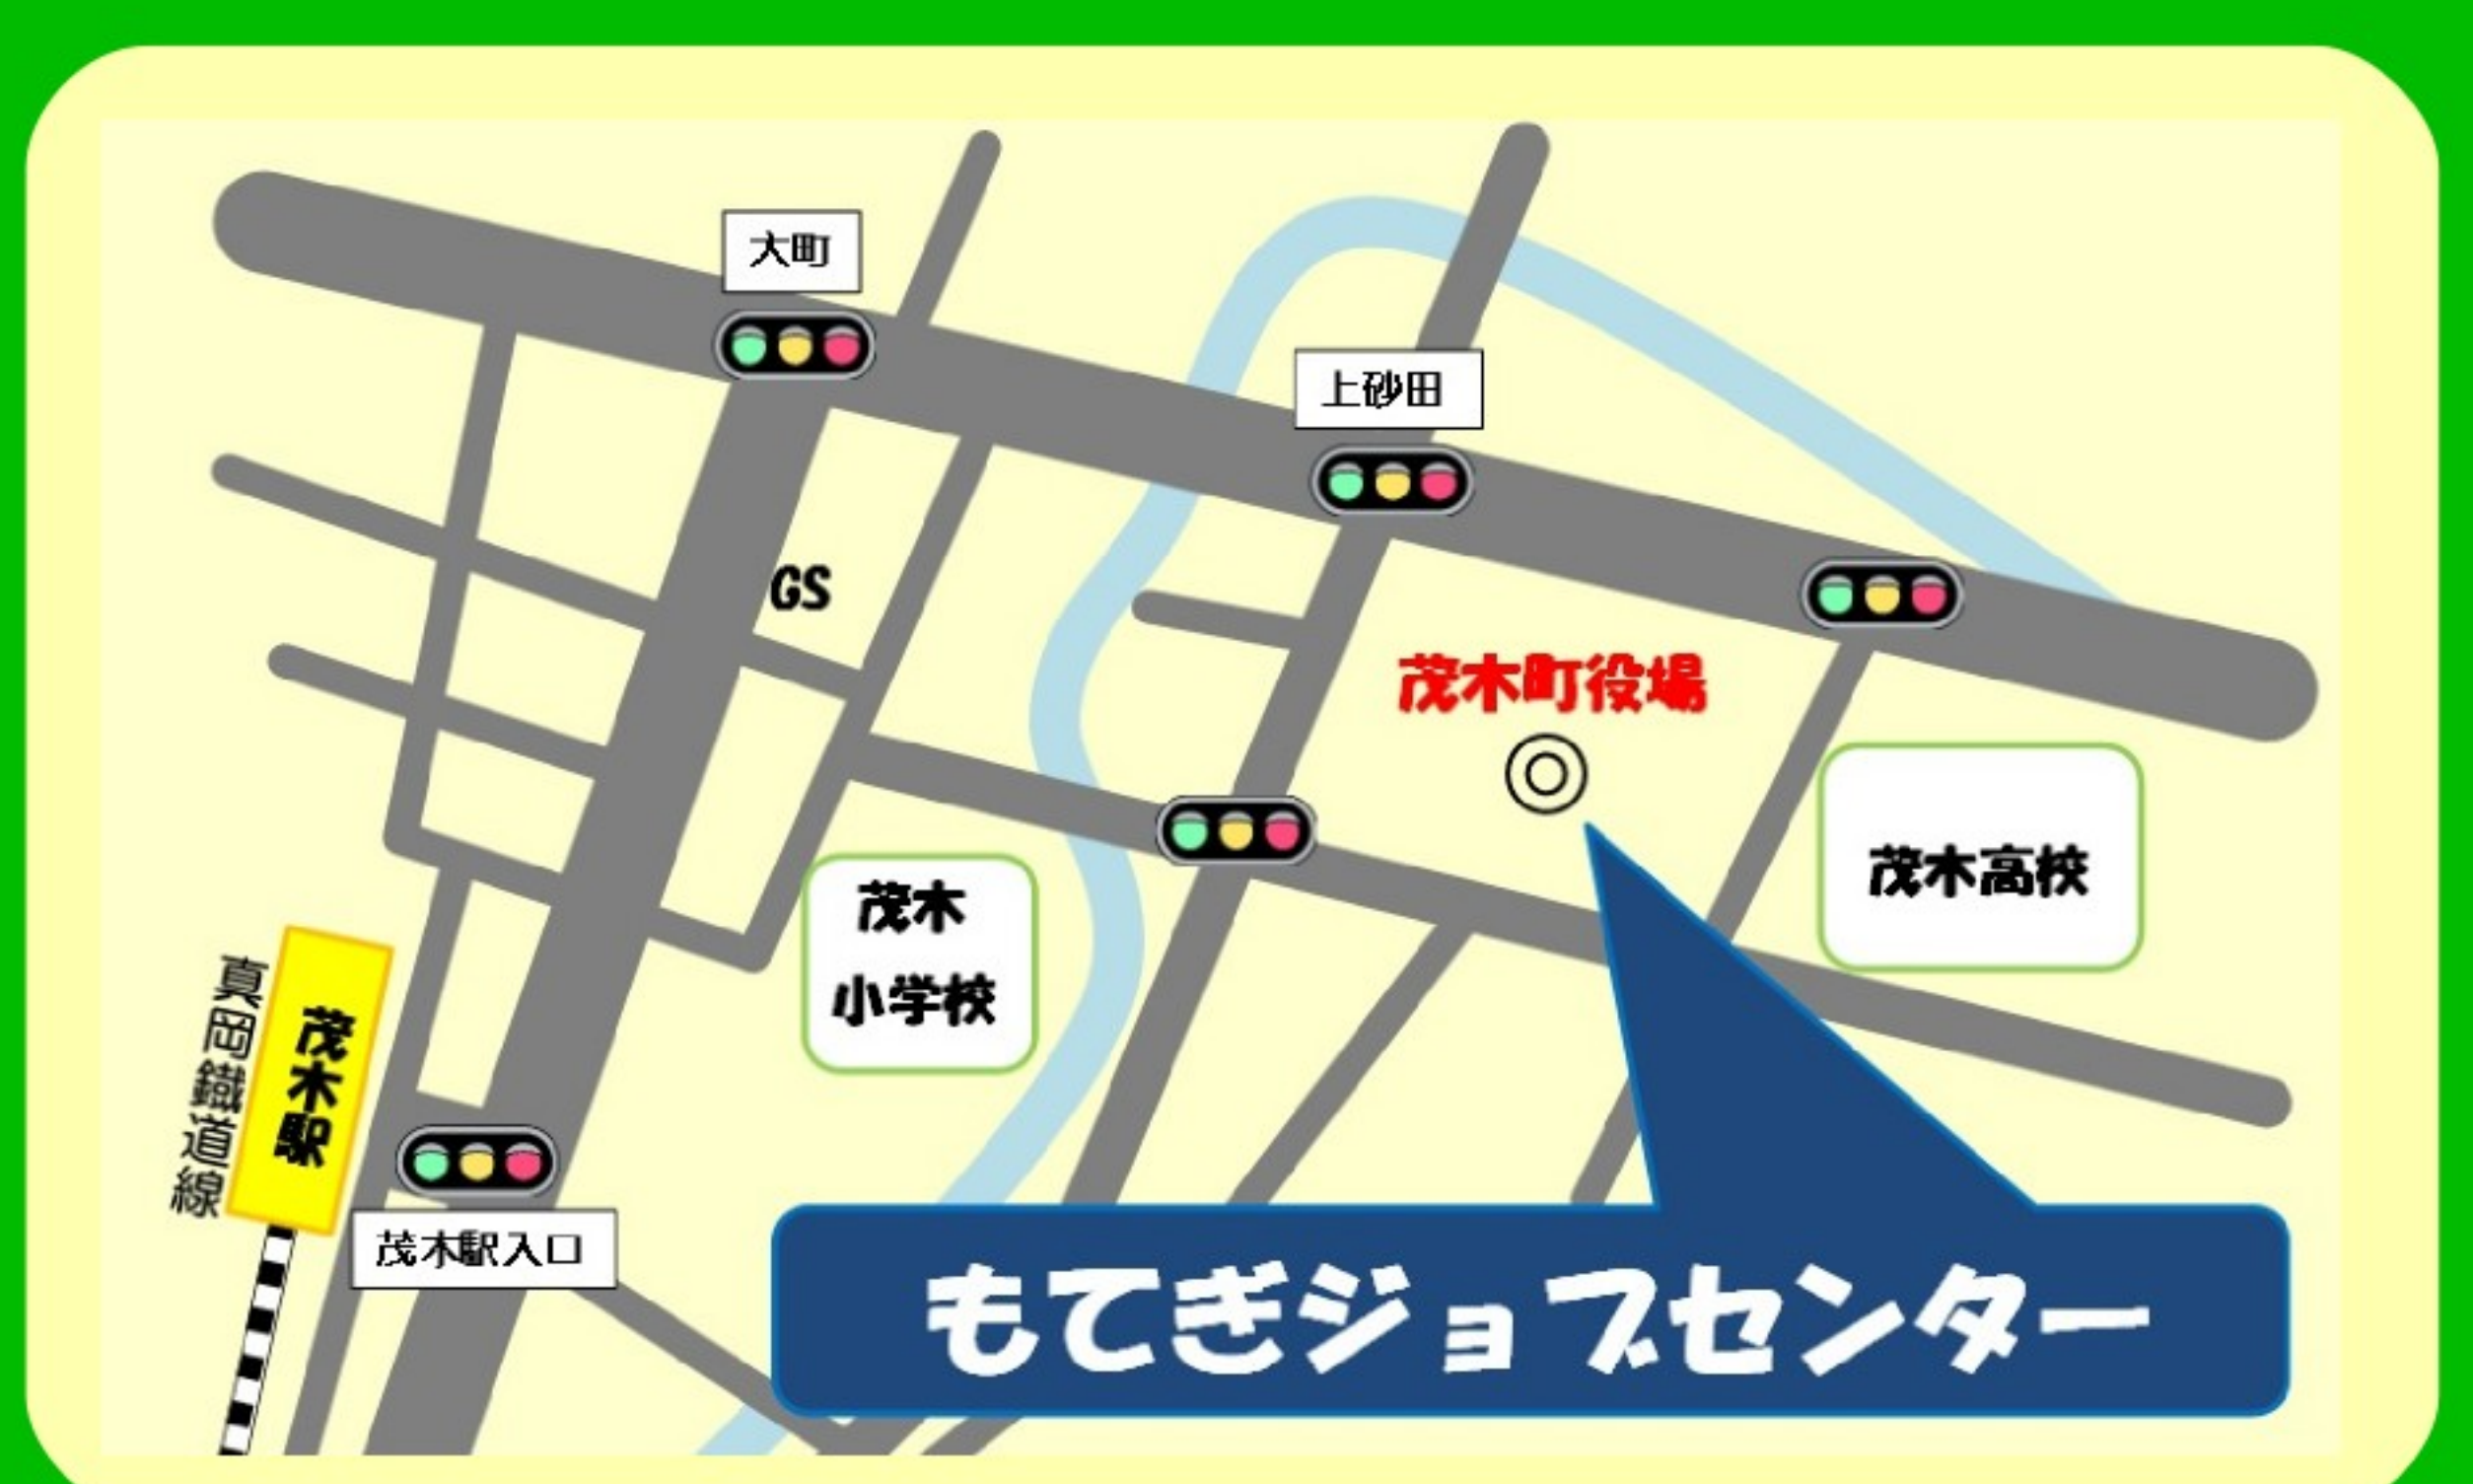 大町
上砂田
GS
茂木町役場
茂木高校
茂木
小学校
真岡鐵道線
茂木駅
茂木駅入口
もてぎジョブセンター